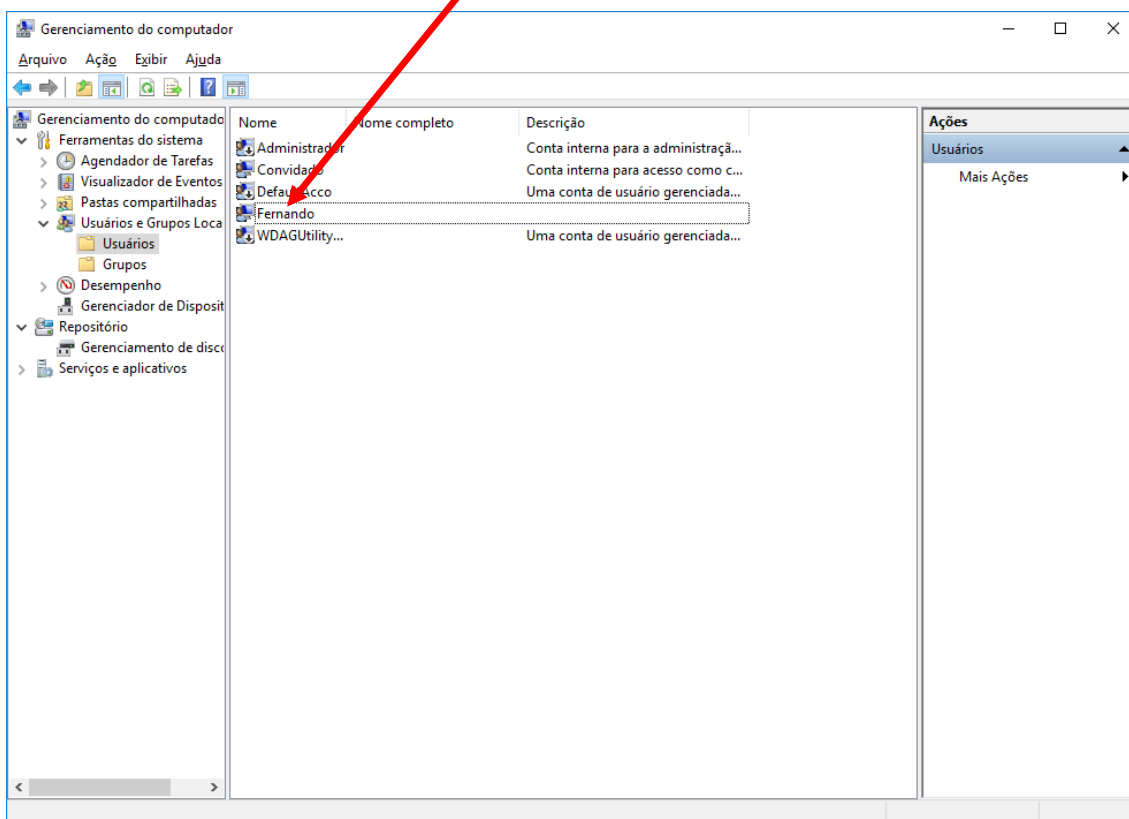 Gerenciamento do computador
Arquivo Ação Exibir Ajuda
Gerenciamento do computado
Ferramentas do sistema
Agendador de Tarefas
Visualizador de Eventos
Pastas compartilhadas
Usuários e Grupos Loca
Usuários
Grupos
Desempenho
Gerenciador de Disposit
Repositório
Gerenciamento de disco
Serviços e aplicativos
Nome Nome completo Descrição
Administrador Conta interna para a administraçã...
Convidado Conta interna para acesso como c...
DefaultAcco Uma conta de usuário gerenciada...
Fernando
WDAGUtility... Uma conta de usuário gerenciada...
Ações
Usuários
Mais Ações